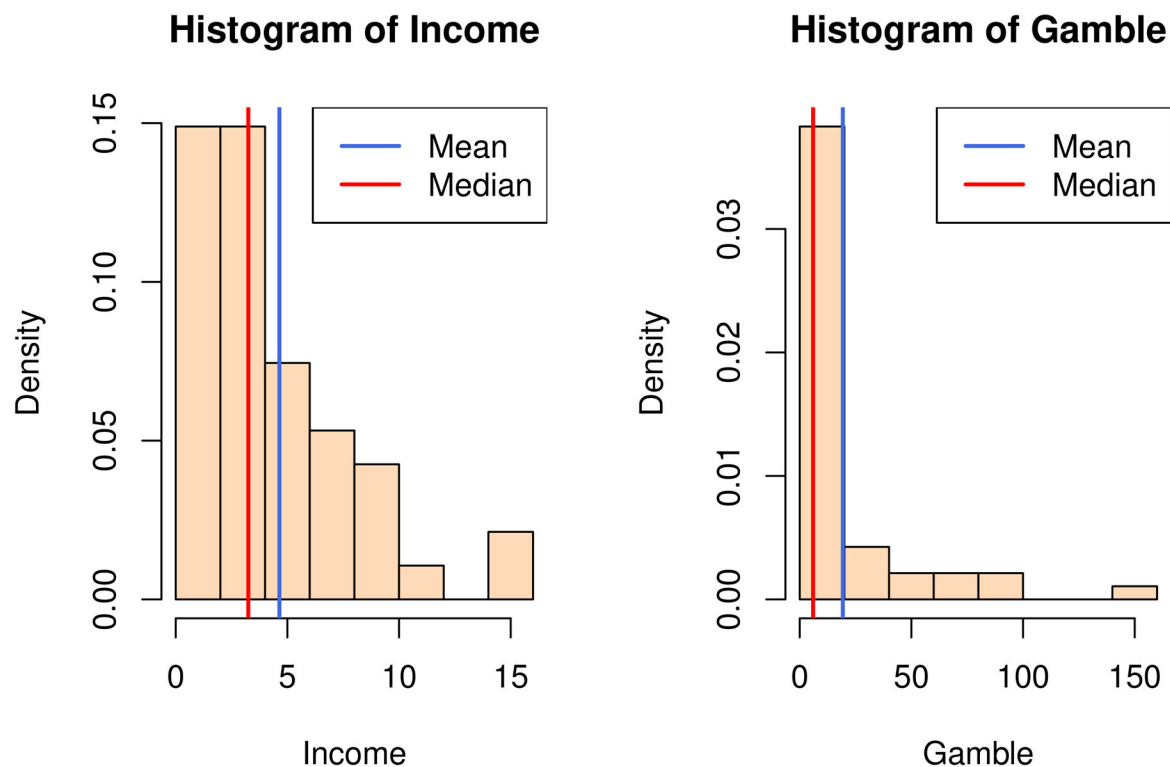 Histogram of Income
Mean
Median
Density
0.00
0.05
0.10
0.15
0
5
10
15
Income
Histogram of Gamble
Mean
Median
Density
0.00
0.01
0.02
0.03
0
50
100
150
Gamble